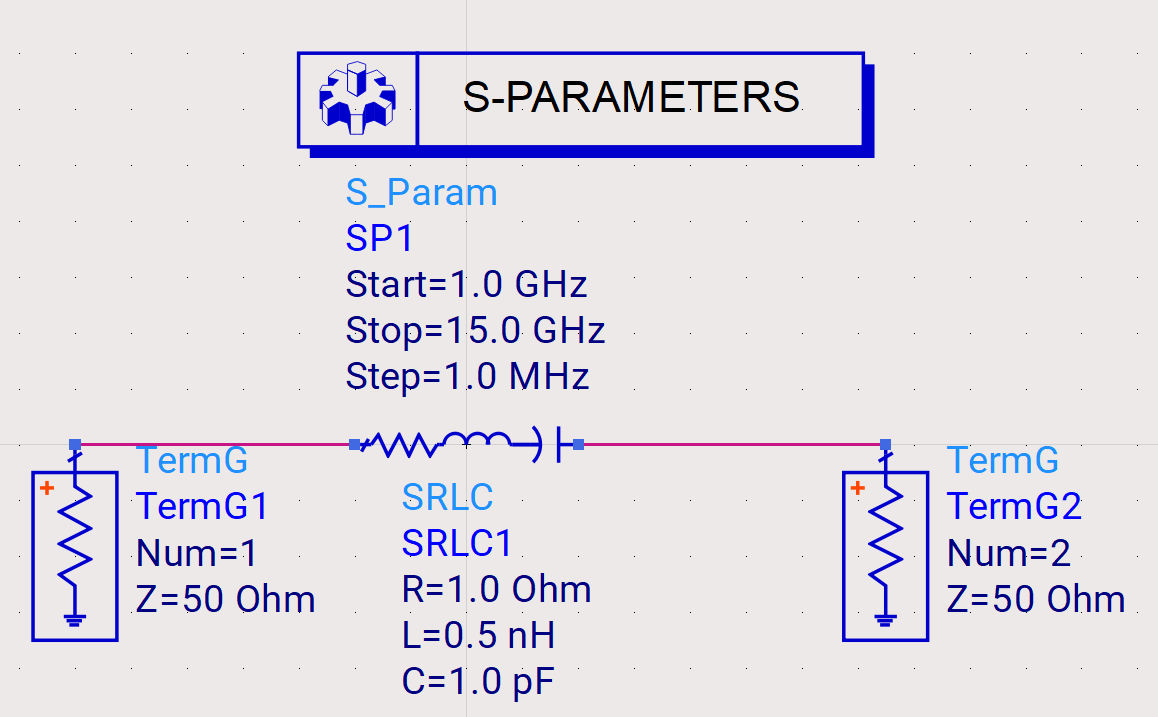 S-PARAMETERS
S_Param
SP1
Start=1.0 GHz
Stop=15.0 GHz
Step=1.0 MHz
TermG
TermG1
Num=1
Z=50 Ohm
SRLC
SRLC1
R=1.0 Ohm
L=0.5 nH
C=1.0 pF
TermG
TermG2
Num=2
Z=50 Ohm